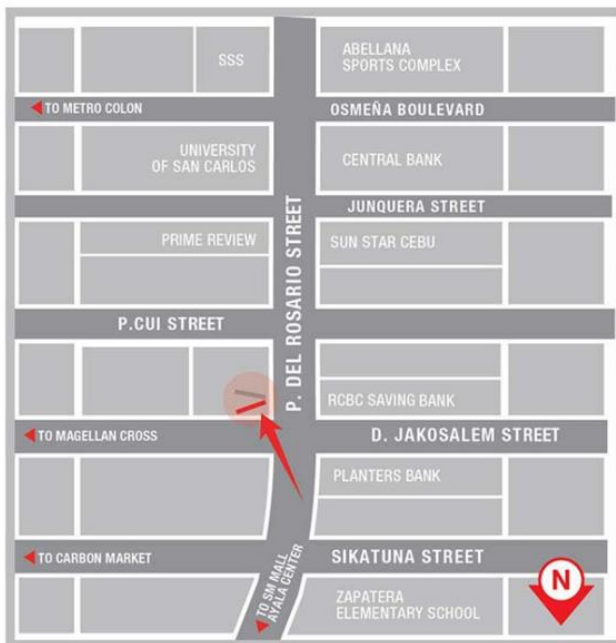 SSS
ABELLANA
SPORTS COMPLEX
TO METRO COLON
OSMEÑA BOULEVARD
UNIVERSITY
OF SAN CARLOS
CENTRAL BANK
JUNQUERA STREET
PRIME REVIEW
SUN STAR CEBU
P. DEL ROSARIO STREET
P.CUI STREET
RCBC SAVING BANK
TO MAGELLAN CROSS
D. JAKOSALEM STREET
PLANTERS BANK
TO CARBON MARKET
SIKATUNA STREET
TO SM MALL
AYALA CENTER
N
ZAPATERA
ELEMENTARY SCHOOL